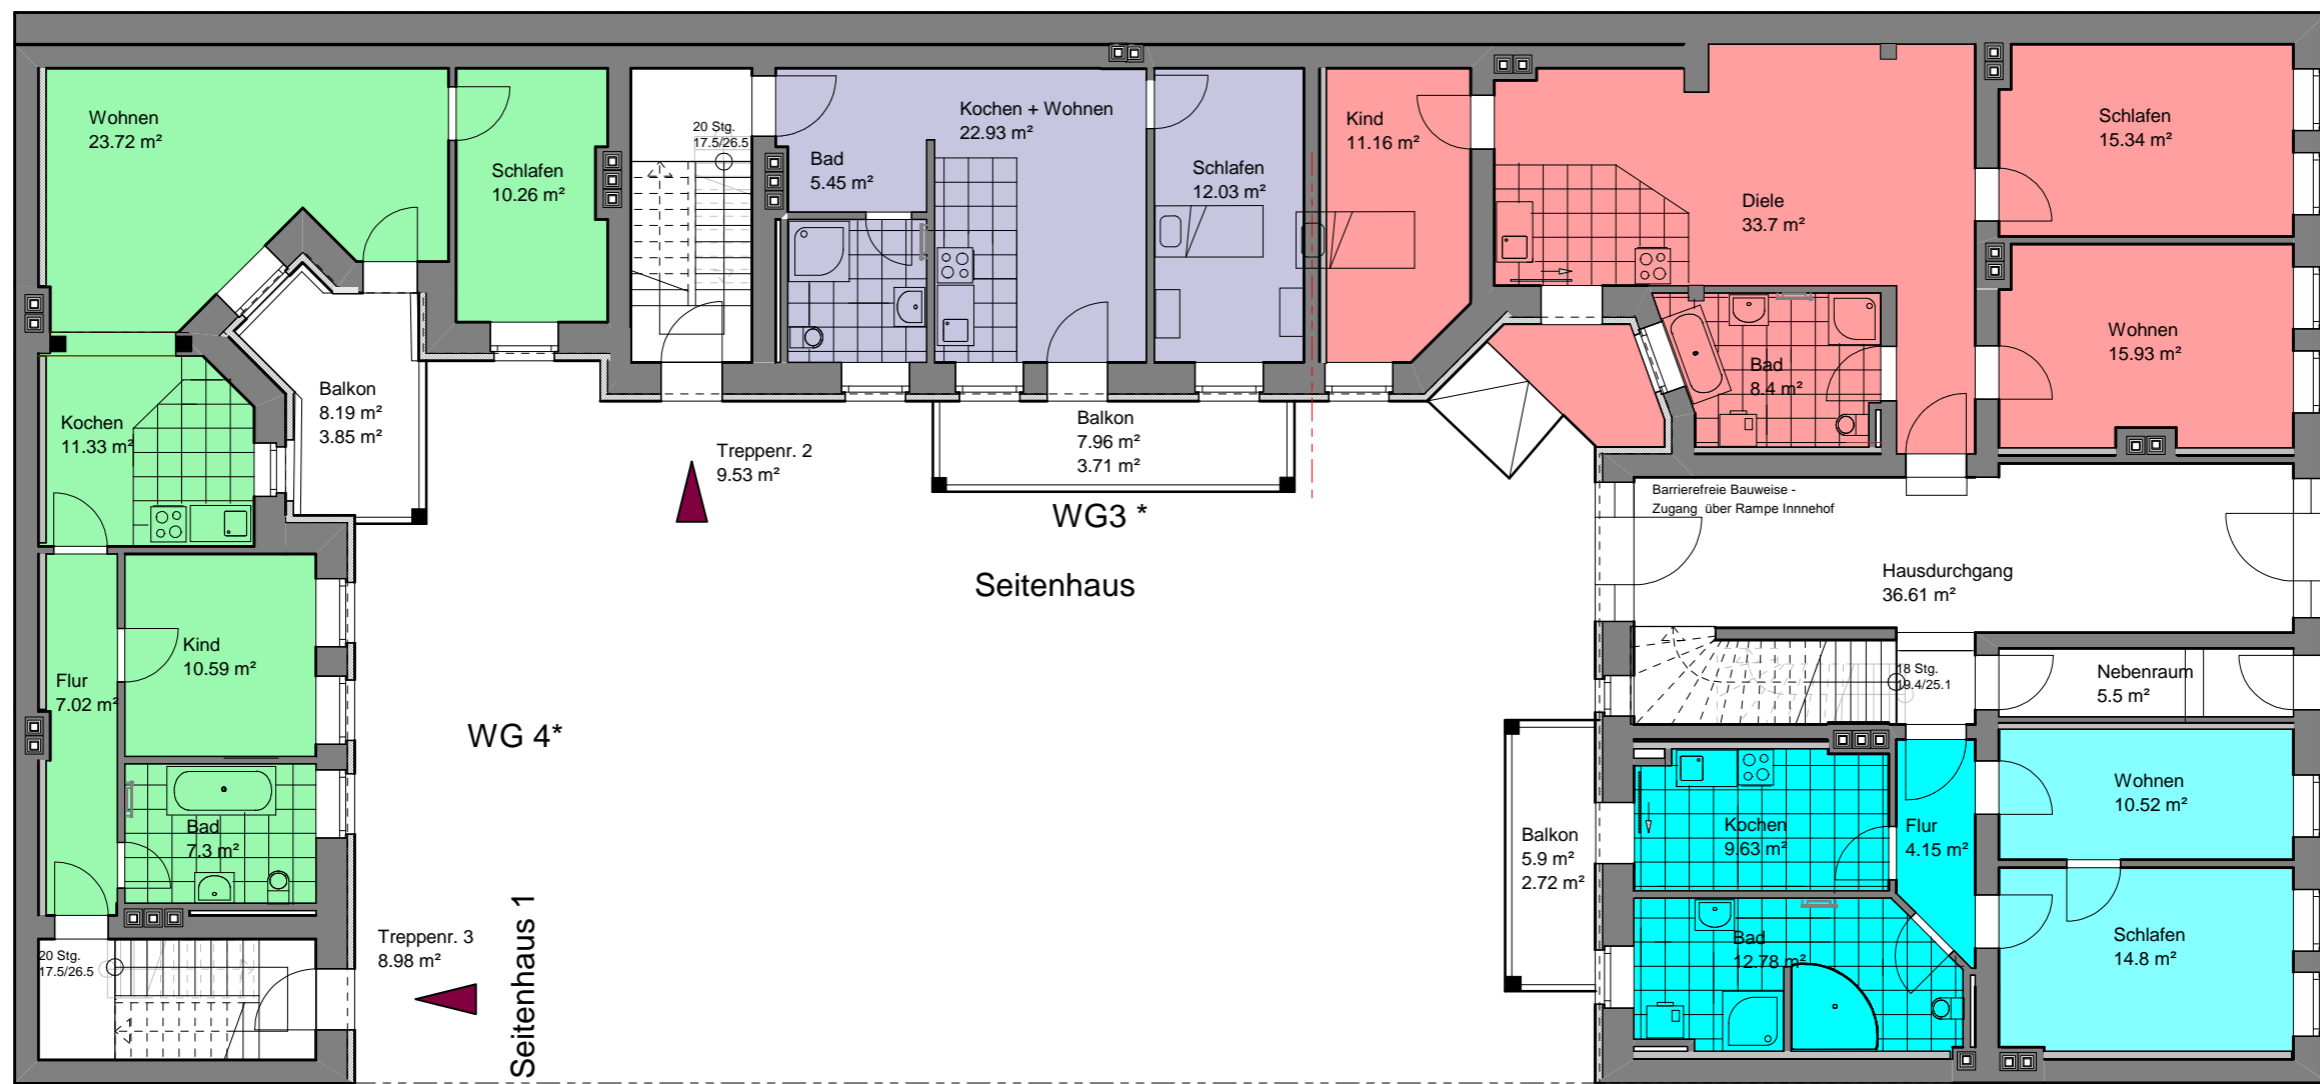 Wohnen
23.72 m²
Schlafen
10.26 m²
20 Stg.
17.5/26.5
Bad
5.45 m²
Kochen + Wohnen
22.93 m²
Schlafen
12.03 m²
Kind
11.16 m²
Diele
33.7 m²
Schlafen
15.34 m²
Wohnen
15.93 m²
Bad
8.4 m²
Balkon
8.19 m²
3.85 m²
Kochen
11.33 m²
Treppenr. 2
9.53 m²
Balkon
7.96 m²
3.71 m²
WG3 *
Seitenhaus
Barrierefreie Bauweise -
Zugang über Rampe Innnehof
Hausdurchgang
36.61 m²
Kind
10.59 m²
Flur
7.02 m²
WG 4*
18 Stg.
19.4/25.1
Nebenraum
5.5 m²
Bad
7.3 m²
Balkon
5.9 m²
2.72 m²
Kochen
9.63 m²
Flur
4.15 m²
Wohnen
10.52 m²
Schlafen
14.8 m²
Bad
12.78 m²
Treppenr. 3
8.98 m²
20 Stg.
17.5/26.5
Seitenhaus 1